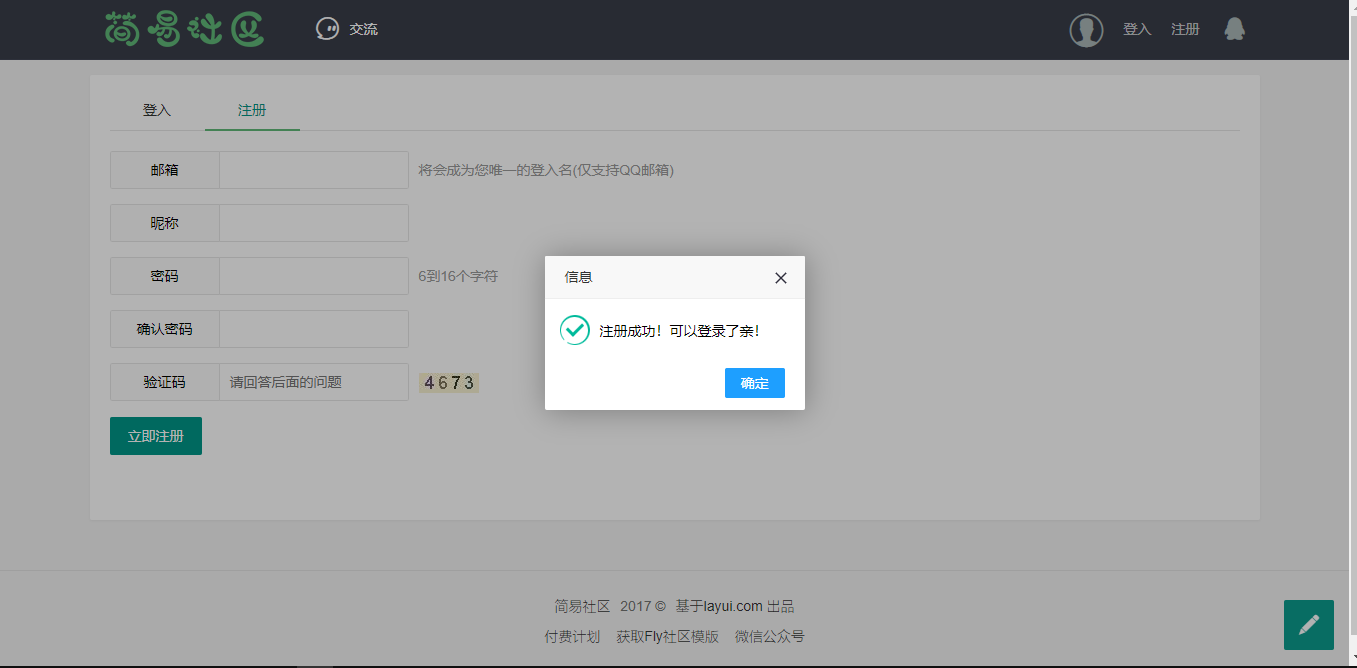 简易社区 交流 登入 注册
登入 注册
邮箱 将会成为您唯一的登入名(仅支持QQ邮箱)
昵称
密码 6到16个字符
确认密码
验证码 请回答后面的问题 4673
立即注册
信息
注册成功！可以登录了亲！
确定
简易社区 2017 © 基于layui.com 出品
付费计划 获取Fly社区模版 微信公众号